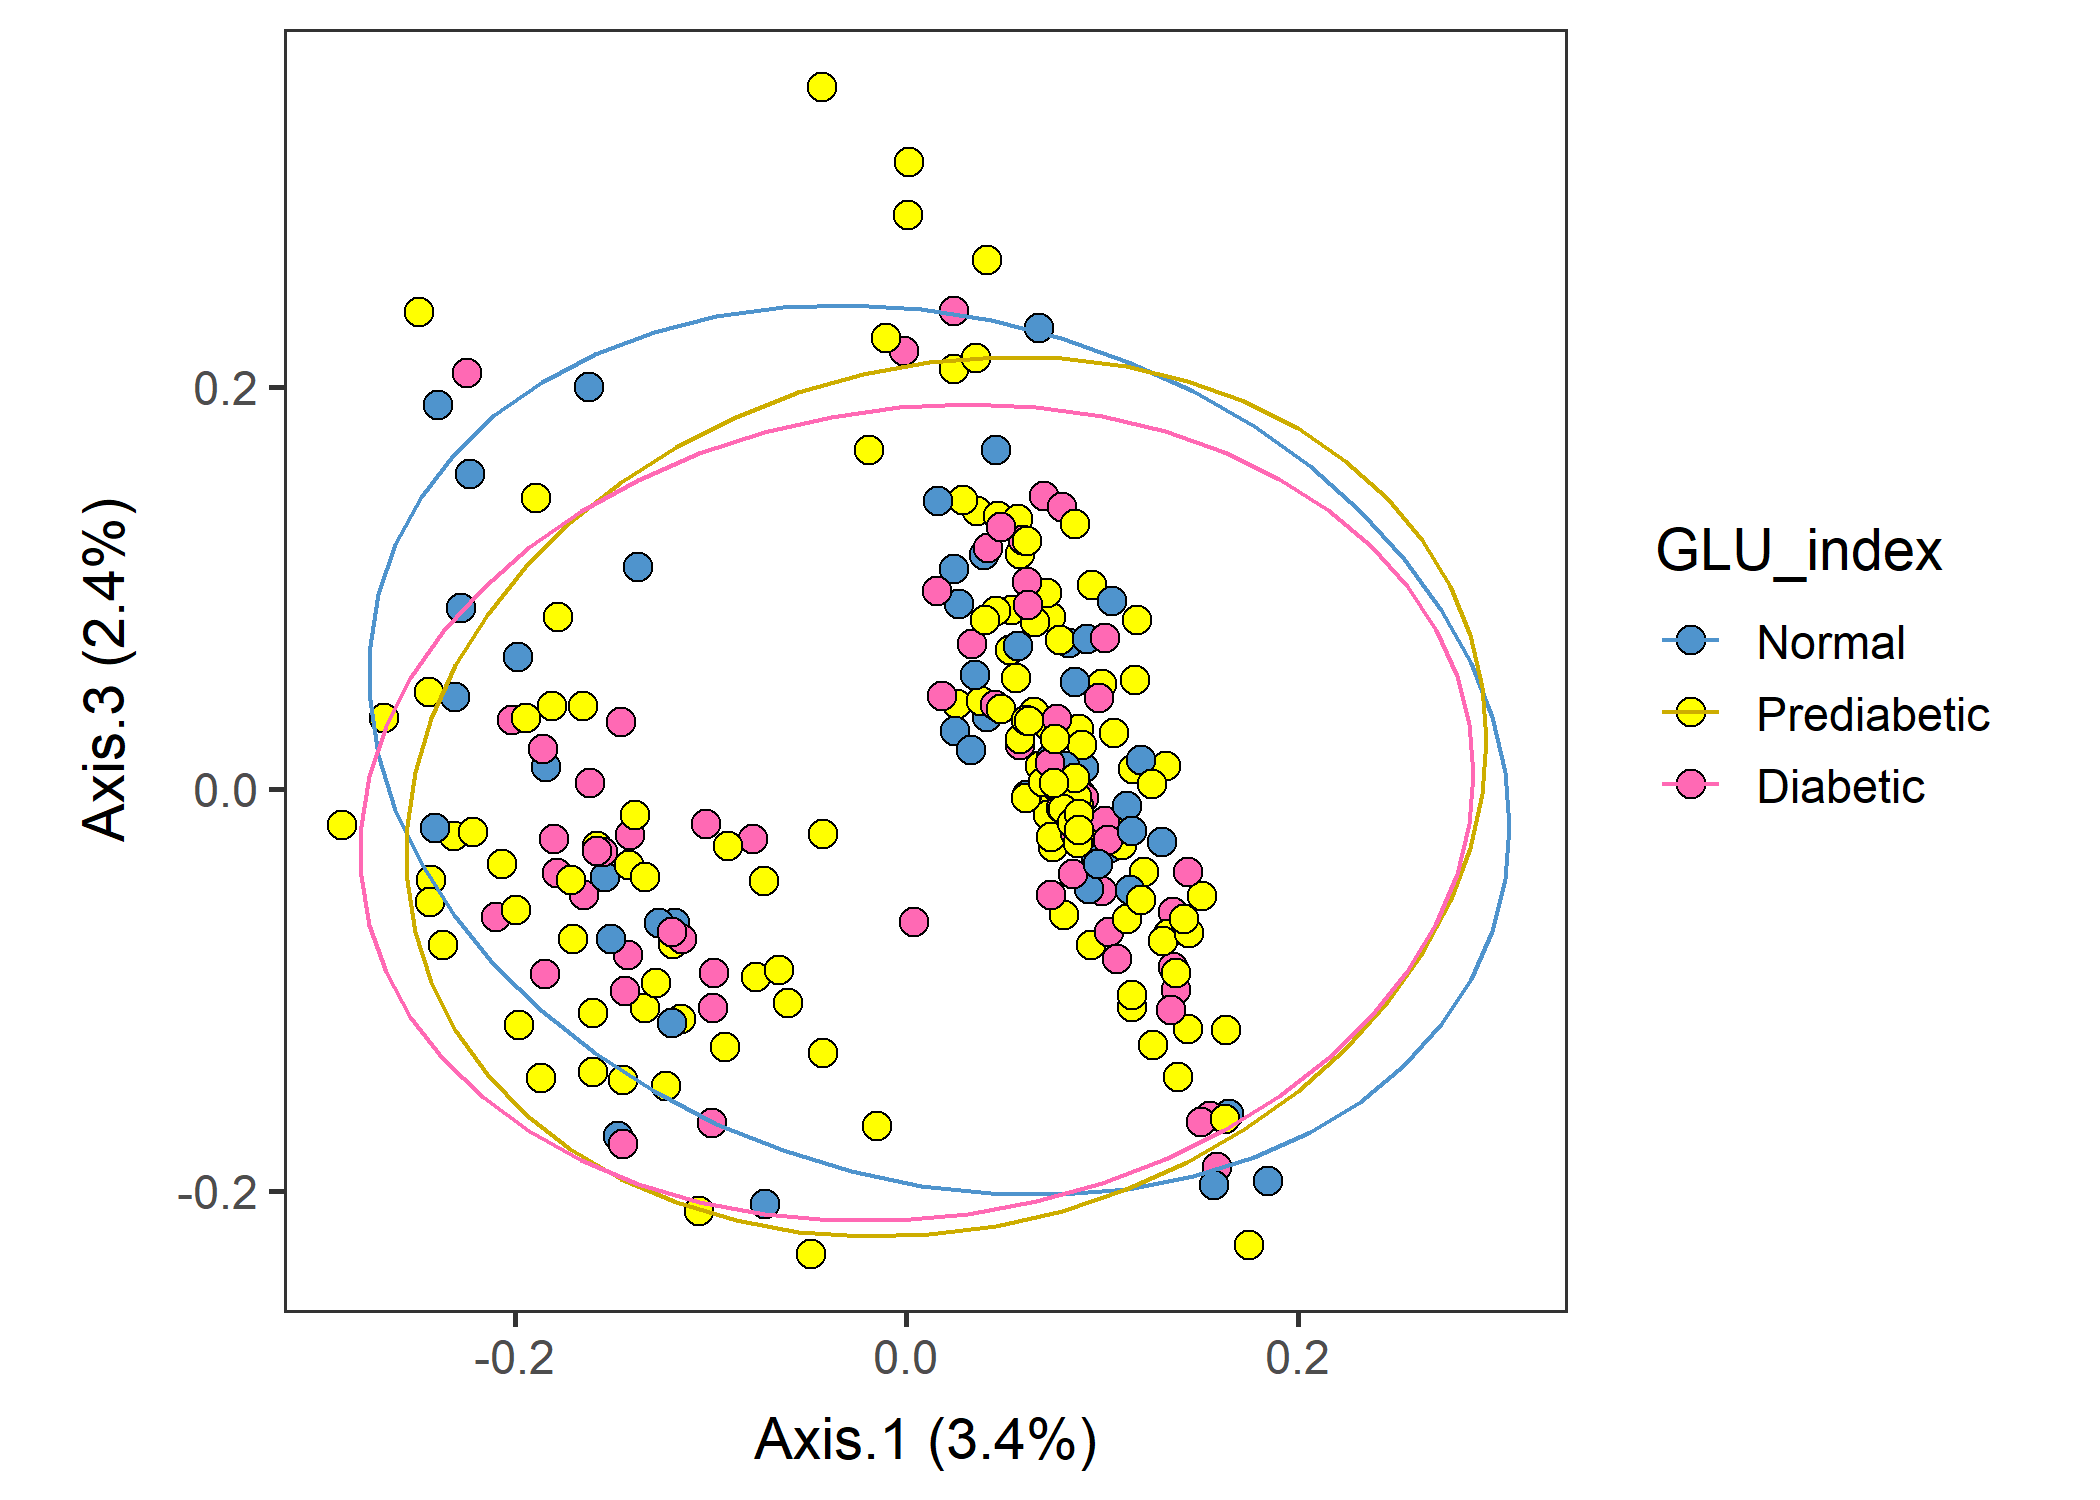 0.2
0.0
-0.2
Axis.3 (2.4%)
-0.2
0.0
0.2
Axis.1 (3.4%)
GLU_index
Normal
Prediabetic
Diabetic